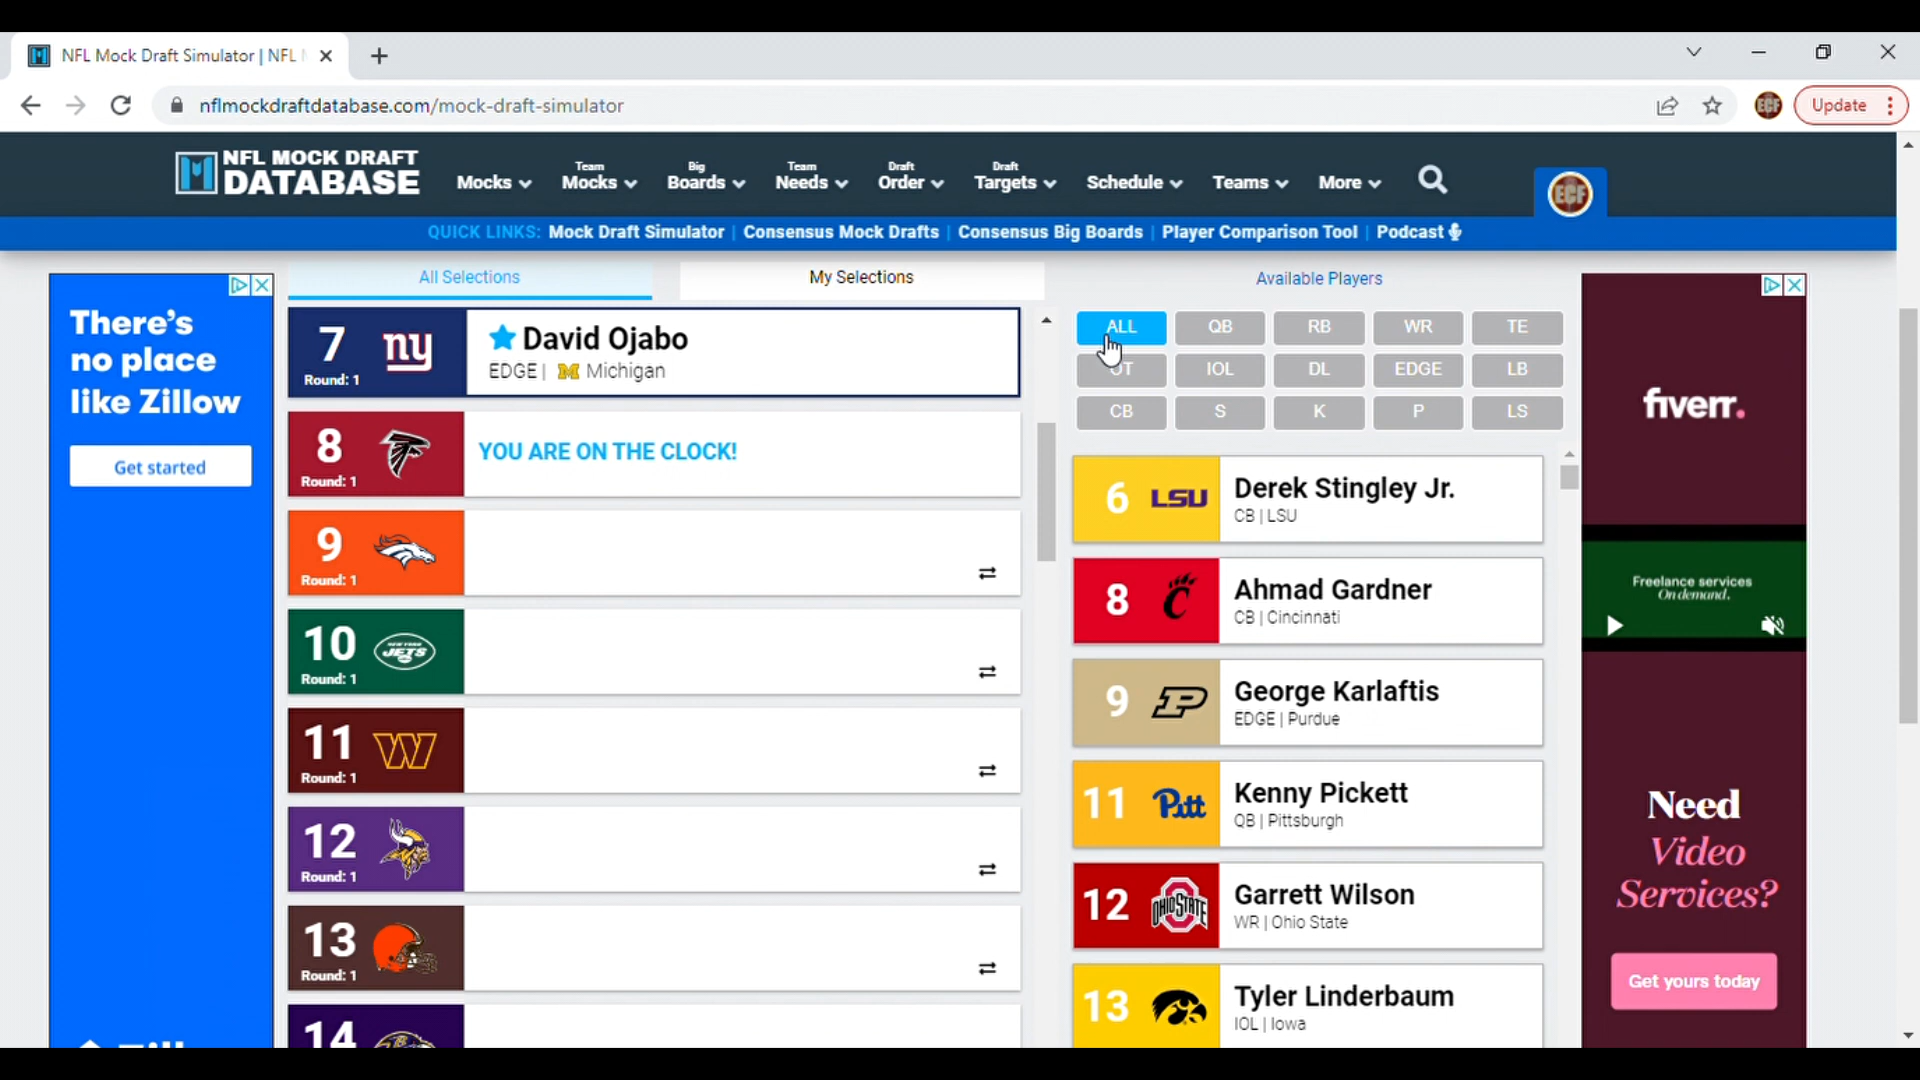 NFL Mock Draft Simulator | NFL
nflmockdraftdatabase.com/mock-draft-simulator
ECF
Update
NFL MOCK DRAFT
DATABASE
Mocks
Team
Mocks
Big
Boards
Team
Needs
Draft
Order
Draft
Targets
Schedule
Teams
More
ECF
QUICK LINKS: Mock Draft Simulator | Consensus Mock Drafts | Consensus Big Boards | Player Comparison Tool | Podcast
There's
no place
like Zillow
Get started
All Selections
My Selections
7
Round: 1
ny
David Ojabo
EDGE | M Michigan
8
Round: 1
YOU ARE ON THE CLOCK!
9
Round: 1
10
Round: 1
JETS
11
Round: 1
W
12
Round: 1
13
Round: 1
14
Available Players
ALL QB RB WR TE
OT IOL DL EDGE LB
CB S K P LS
6 LSU
Derek Stingley Jr.
CB | LSU
8 C
Ahmad Gardner
CB | Cincinnati
9 P
George Karlaftis
EDGE | Purdue
11 Pitt
Kenny Pickett
QB | Pittsburgh
12 OHIO STATE
Garrett Wilson
WR | Ohio State
13
Tyler Linderbaum
IOL | Iowa
fiverr.
Freelance services
On demand.
Need
Video
Services?
Get yours today